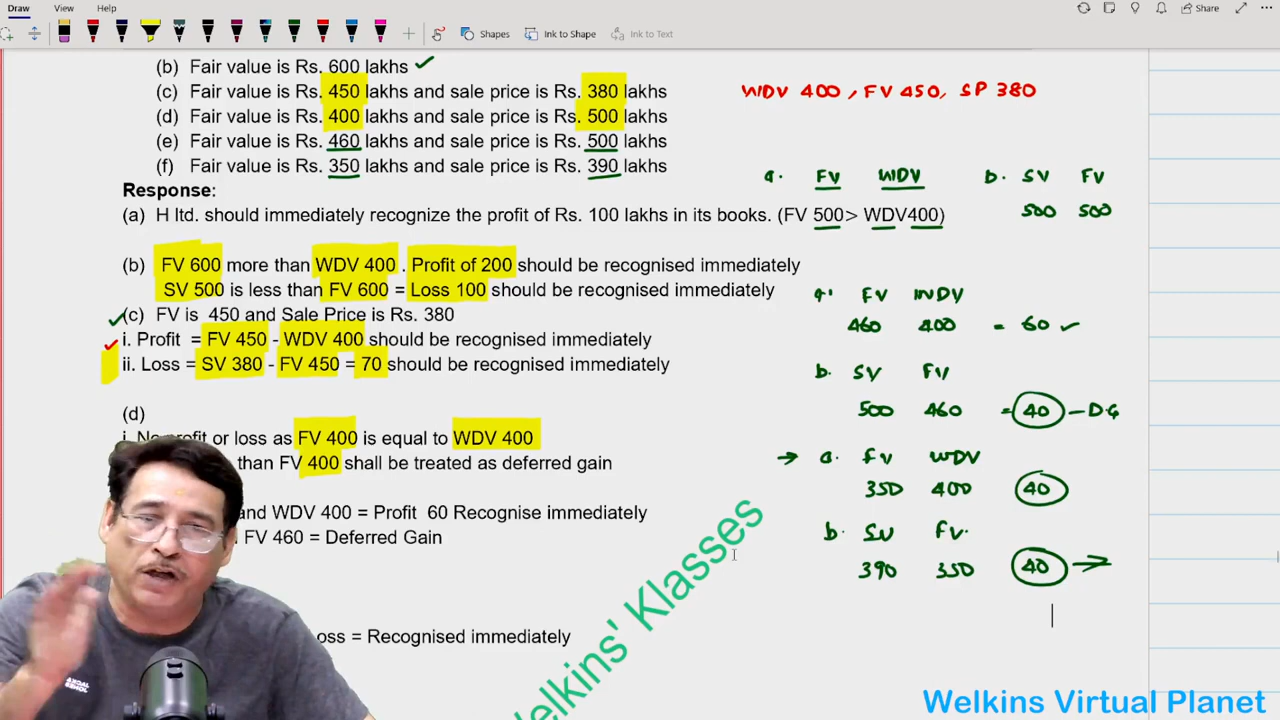 Draw View Help
Share
Shapes Ink to Shape Ink to Text
(b) Fair value is Rs. 600 lakhs
(c) Fair value is Rs. 450 lakhs and sale price is Rs. 380 lakhs
(d) Fair value is Rs. 400 lakhs and sale price is Rs. 500 lakhs
(e) Fair value is Rs. 460 lakhs and sale price is Rs. 500 lakhs
(f) Fair value is Rs. 350 lakhs and sale price is Rs. 390 lakhs
Response:
(a) H ltd. should immediately recognize the profit of Rs. 100 lakhs in its books. (FV 500> WDV400)
(b) FV 600 more than WDV 400 . Profit of 200 should be recognised immediately
SV 500 is less than FV 600 = Loss 100 should be recognised immediately
(c) FV is 450 and Sale Price is Rs. 380
i. Profit = FV 450 - WDV 400 should be recognised immediately
ii. Loss = SV 380 - FV 450 = 70 should be recognised immediately
(d)
i. No profit or loss as FV 400 is equal to WDV 400
than FV 400 shall be treated as deferred gain
and WDV 400 = Profit 60 Recognise immediately
FV 460 = Deferred Gain
oss = Recognised immediately
WDV 400, FV 450, SP 380
a. FV WDV b. SV FV
500 500
a. FV WDV
460 400 = 60
b. SV FV
500 460 = 40 - D.G
a. FV WDV
350 400 40
b. SV FV.
390 350 40
elkins' Klasses
Welkins Virtual Planet